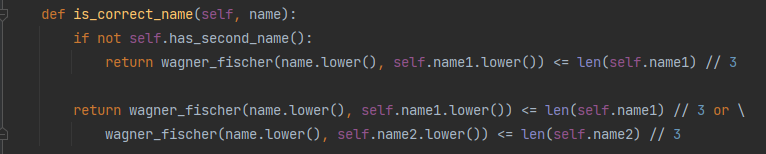 def is_correct_name(self, name):
if not self.has_second_name():
return wagner_fischer(name.lower(), self.name1.lower()) <= len(self.name1) // 3
return wagner_fischer(name.lower(), self.name1.lower()) <= len(self.name1) // 3 or \
wagner_fischer(name.lower(), self.name2.lower()) <= len(self.name2) // 3